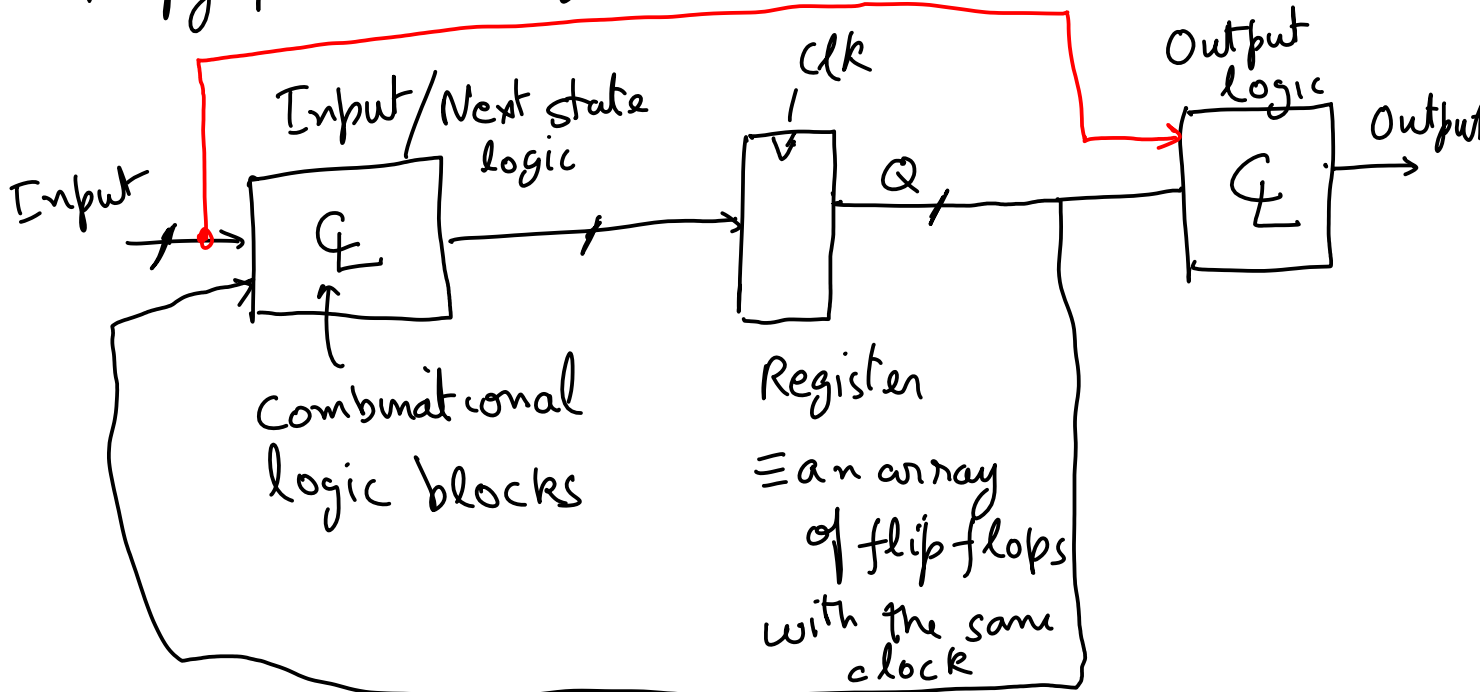 Clk
Output
logic
Input/Next state
logic
Output
Input
CL
Q
CL
Combinational
logic blocks
Register
≡ an array
of flip flops
with the same
clock